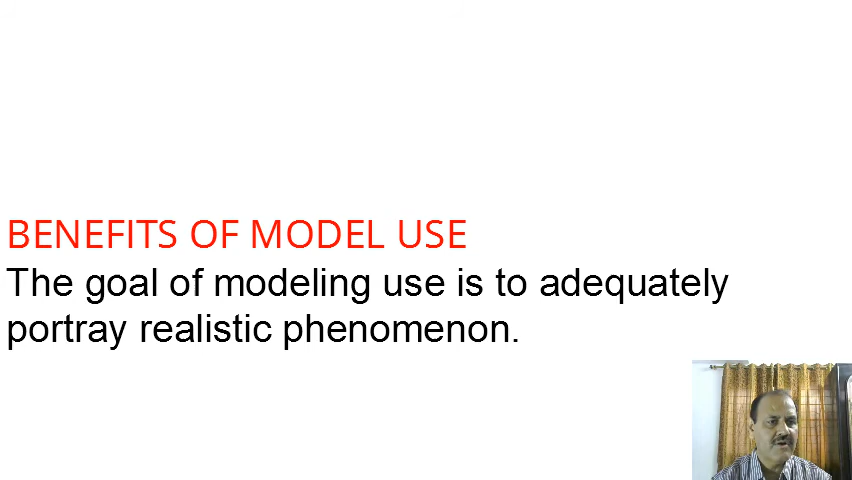 BENEFITS OF MODEL USE
The goal of modeling use is to adequately
portray realistic phenomenon.